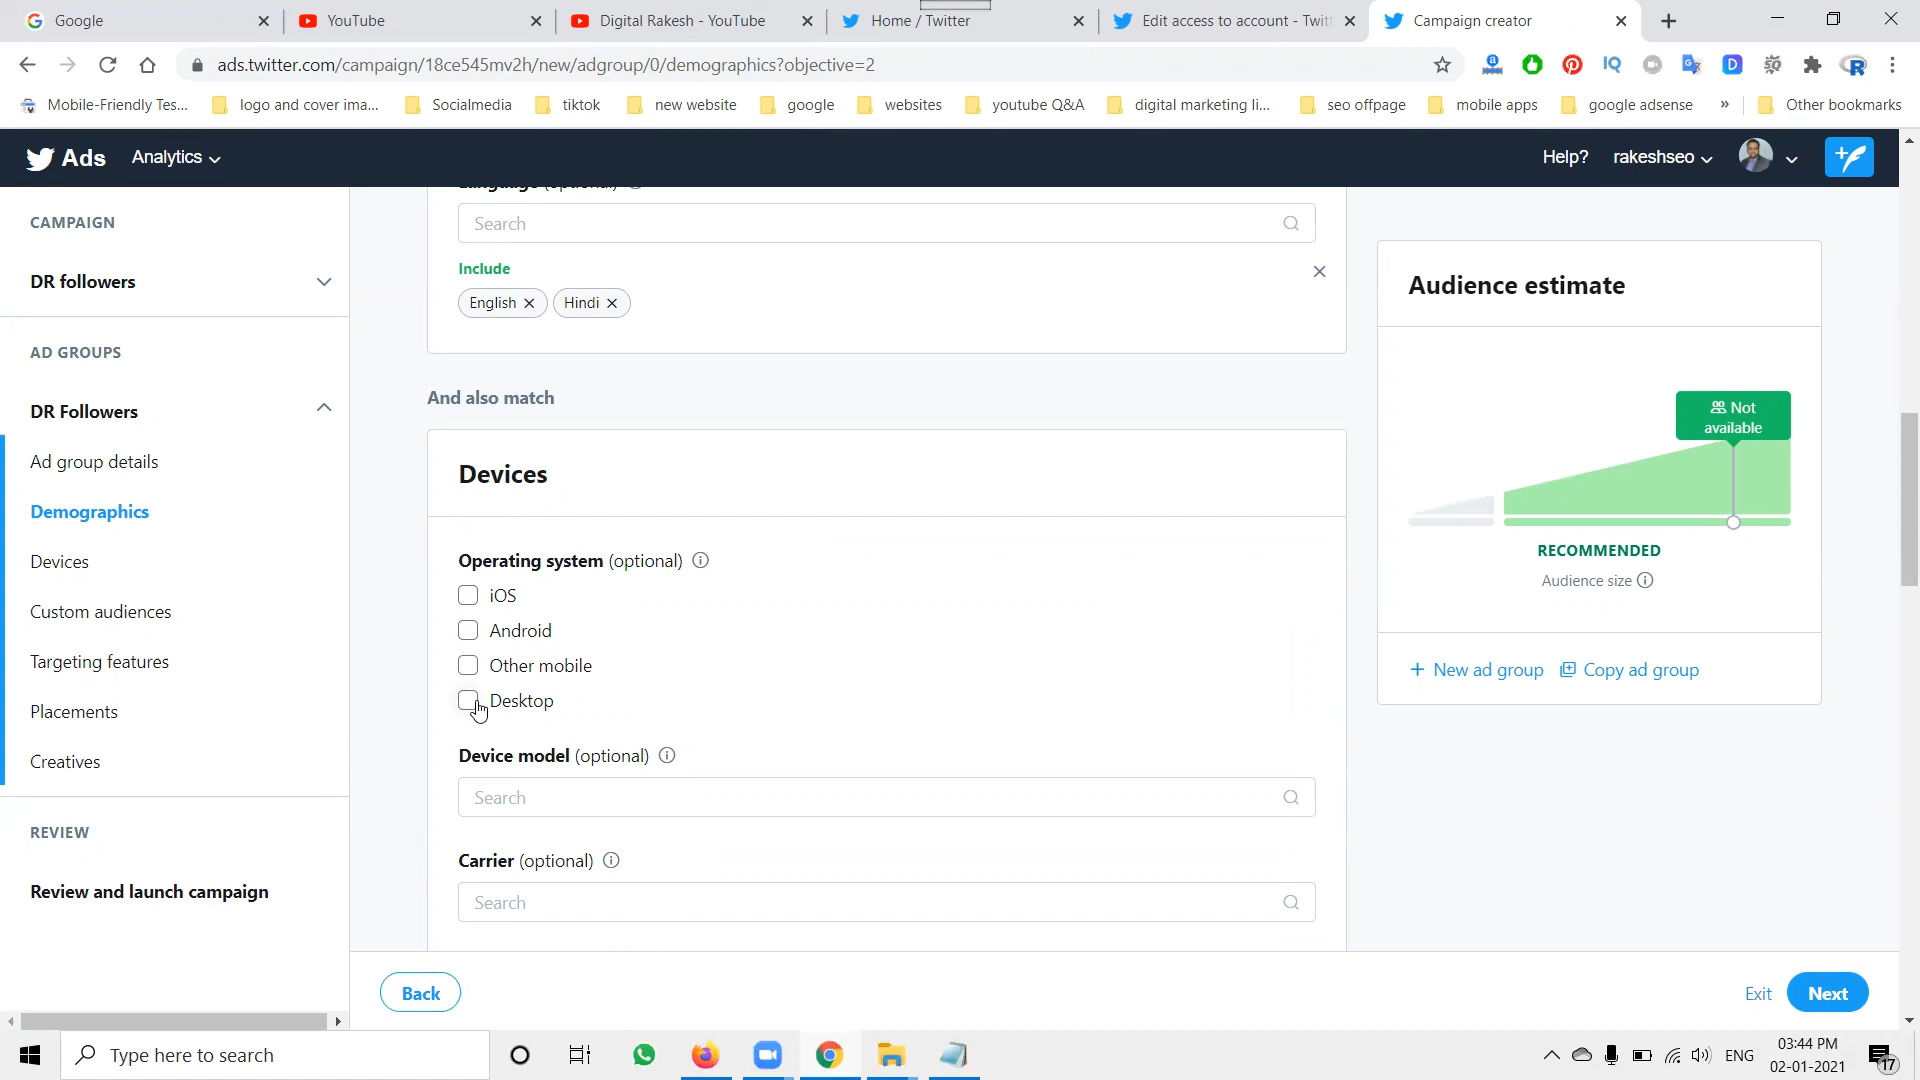 Google
YouTube
Digital Rakesh - YouTube
Home / Twitter
Edit access to account - Twitt
Campaign creator
ads.twitter.com/campaign/18ce545mv2h/new/adgroup/0/demographics?objective=2
Mobile-Friendly Tes...
logo and cover ima...
Socialmedia
tiktok
new website
google
websites
youtube Q&A
digital marketing li...
seo offpage
mobile apps
google adsense
»
Other bookmarks
Ads
Analytics
Help?
rakeshseo
CAMPAIGN
DR followers
AD GROUPS
DR Followers
Ad group details
Demographics
Devices
Custom audiences
Targeting features
Placements
Creatives
REVIEW
Review and launch campaign
Language (optional)
Search
Include
English
Hindi
And also match
Devices
Operating system (optional)
iOS
Android
Other mobile
Desktop
Device model (optional)
Search
Carrier (optional)
Search
Audience estimate
Not
available
RECOMMENDED
Audience size
+ New ad group
Copy ad group
Back
Exit
Next
Type here to search
ENG
03:44 PM
02-01-2021
17